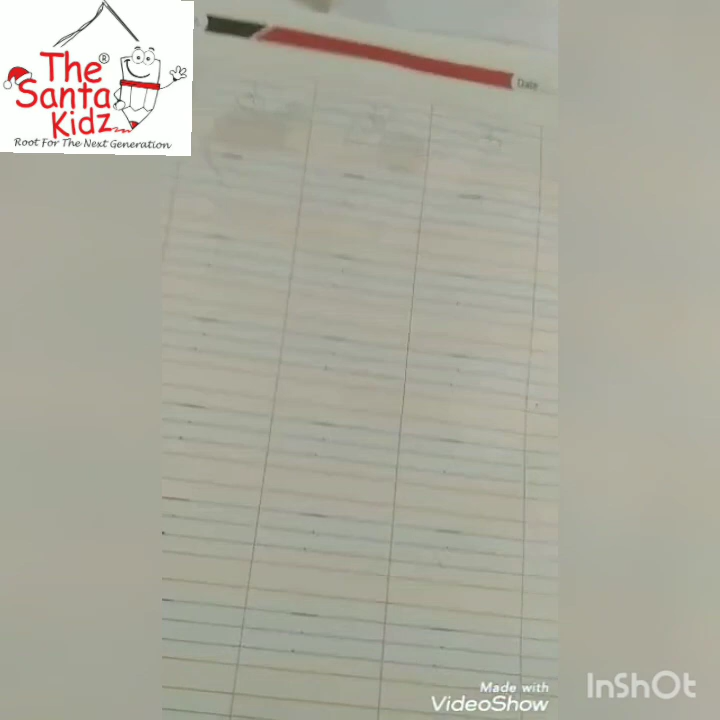 The ®
Santa
Kidz
Root For The Next Generation
Date
Made with
VideoShow
InShOt